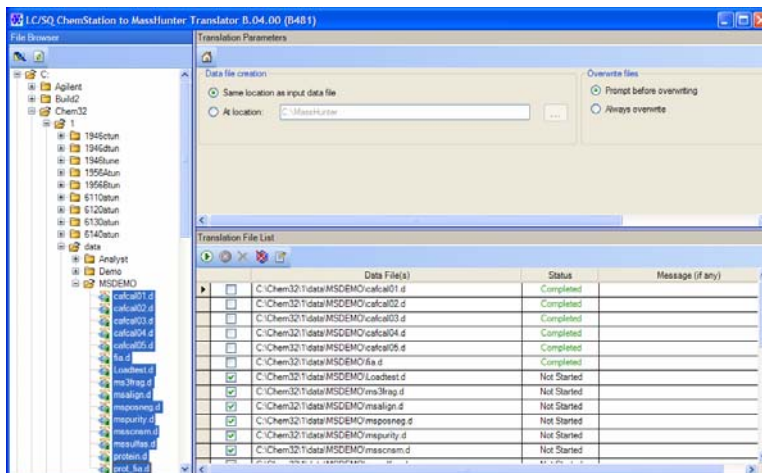 LC/SQ ChemStation to MassHunter Translator B.04.00 (B481)
File Browser
C:
Agilent
Build2
Chem32
1
1946ctun
1946dtun
1946tune
1956Atun
1956Btun
6110atun
6120atun
6130atun
6140atun
data
Analyst
Demo
MSDEMO
cafcal01.d
cafcal02.d
cafcal03.d
cafcal04.d
cafcal05.d
fia.d
Loadtest.d
ms3frag.d
msalign.d
msposneg.d
mspurity.d
msscnsm.d
mssulfas.d
protein.d
prot_fia.d
Translation Parameters
Data file creation
Same location as input data file
At location: C:\MassHunter ...
Overwrite files
Prompt before overwriting
Always overwrite
Translation File List
Data File(s) Status Message (if any)
C:\Chem32\1\data\MSDEMO\cafcal01.d Completed
C:\Chem32\1\data\MSDEMO\cafcal02.d Completed
C:\Chem32\1\data\MSDEMO\cafcal03.d Completed
C:\Chem32\1\data\MSDEMO\cafcal04.d Completed
C:\Chem32\1\data\MSDEMO\cafcal05.d Completed
C:\Chem32\1\data\MSDEMO\fia.d Completed
C:\Chem32\1\data\MSDEMO\Loadtest.d Not Started
C:\Chem32\1\data\MSDEMO\ms3frag.d Not Started
C:\Chem32\1\data\MSDEMO\msalign.d Not Started
C:\Chem32\1\data\MSDEMO\msposneg.d Not Started
C:\Chem32\1\data\MSDEMO\mspurity.d Not Started
C:\Chem32\1\data\MSDEMO\msscnsm.d Not Started